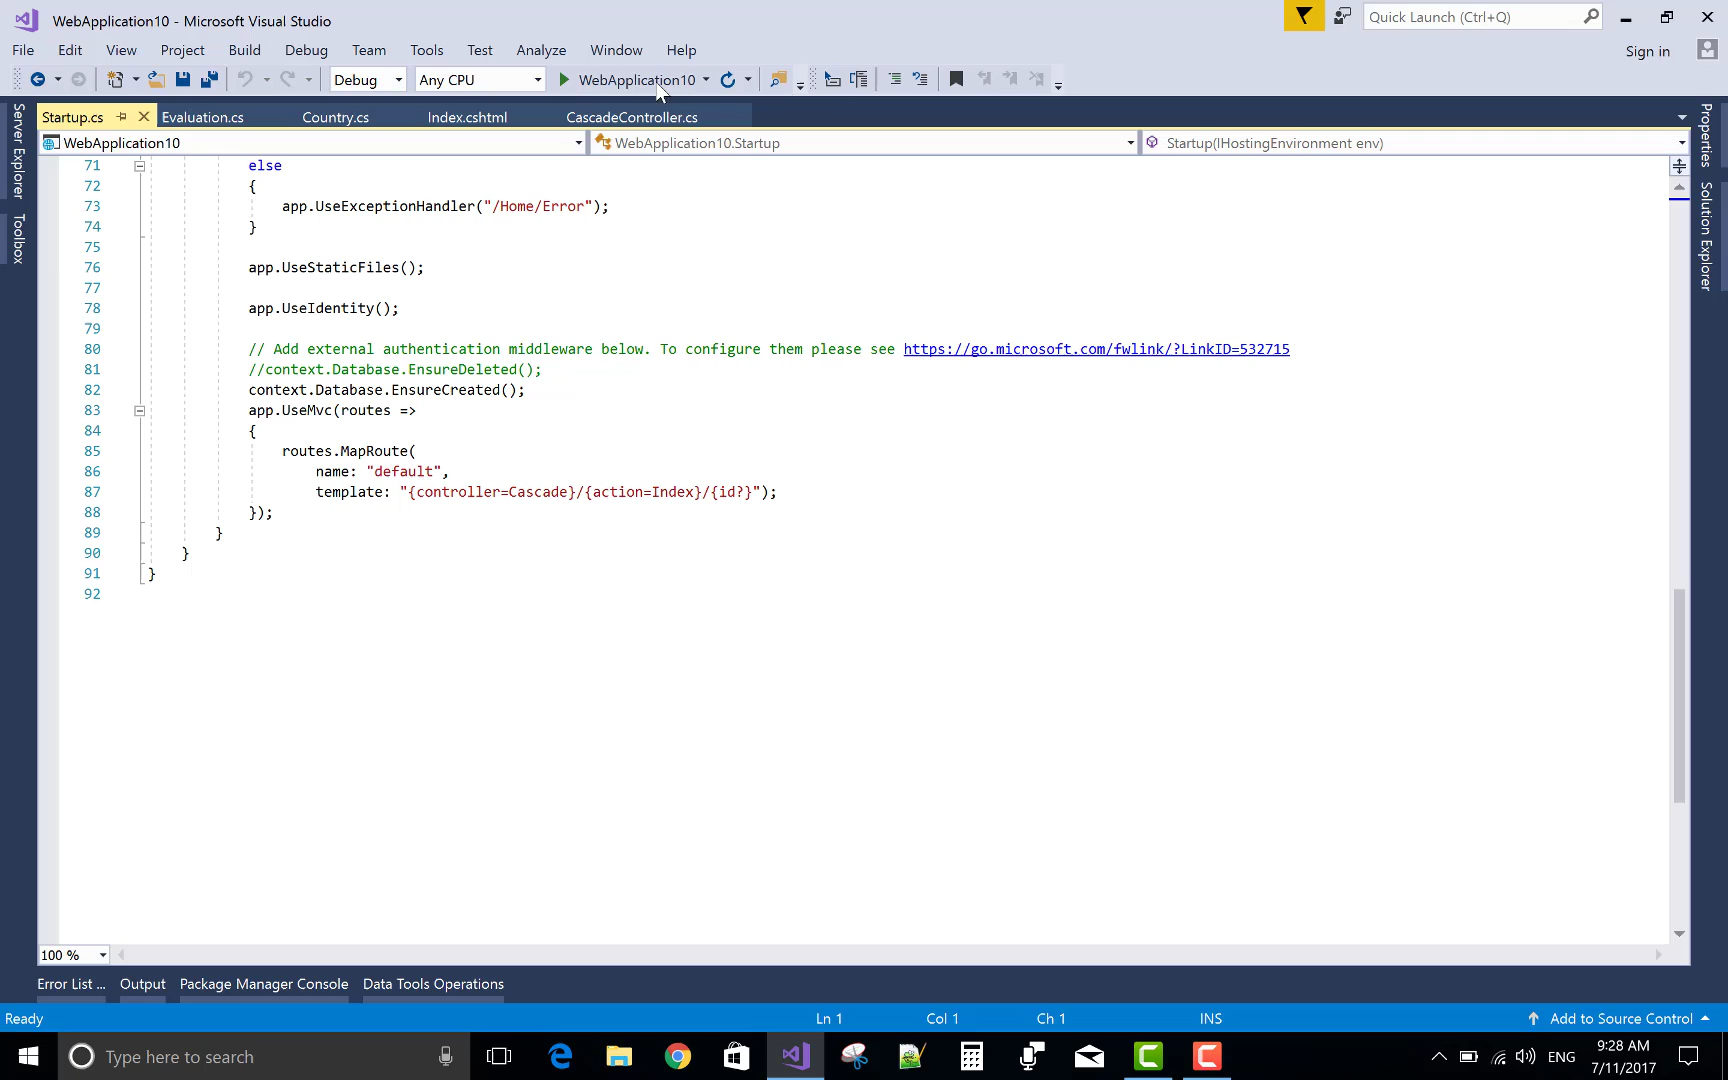 WebApplication10 - Microsoft Visual Studio
Quick Launch (Ctrl+Q)
File Edit View Project Build Debug Team Tools Test Analyze Window Help
Sign in
Debug Any CPU WebApplication10
Startup.cs Evaluation.cs Country.cs Index.cshtml CascadeController.cs
WebApplication10 WebApplication10.Startup Startup(IHostingEnvironment env)
Server Explorer
Toolbox
Properties
Solution Explorer
71 else
72 {
73 app.UseExceptionHandler("/Home/Error");
74 }
75
76 app.UseStaticFiles();
77
78 app.UseIdentity();
79
80 // Add external authentication middleware below. To configure them please see https://go.microsoft.com/fwlink/?LinkID=532715
81 //context.Database.EnsureDeleted();
82 context.Database.EnsureCreated();
83 app.UseMvc(routes =>
84 {
85 routes.MapRoute(
86 name: "default",
87 template: "{controller=Cascade}/{action=Index}/{id?}");
88 });
89 }
90 }
91 }
92
100 %
Error List ... Output Package Manager Console Data Tools Operations
Ready Ln 1 Col 1 Ch 1 INS Add to Source Control
Type here to search
ENG
9:28 AM
7/11/2017